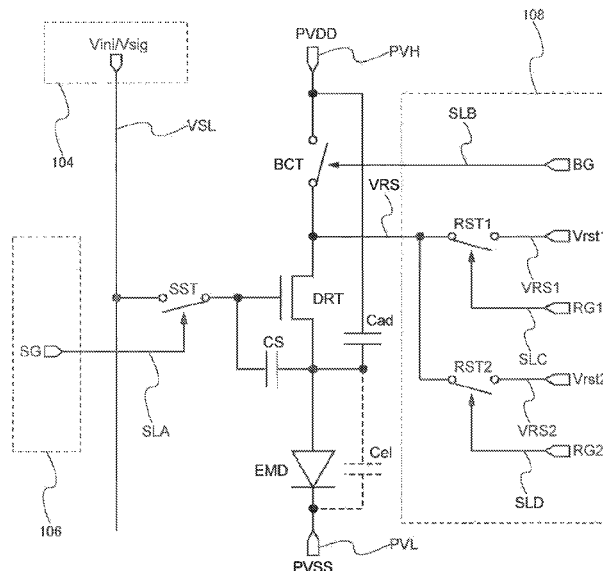 108
Vini/Vsig
PVDD
PVH
SLB
VSL
104
BCT
BG
VRS
RST1
Vrst1
SST
DRT
VRS1
Cad
RG1
SG
CS
SLC
RST2
Vrst2
SLA
VRS2
EMD
Cel
RG2
SLD
106
PVL
PVSS